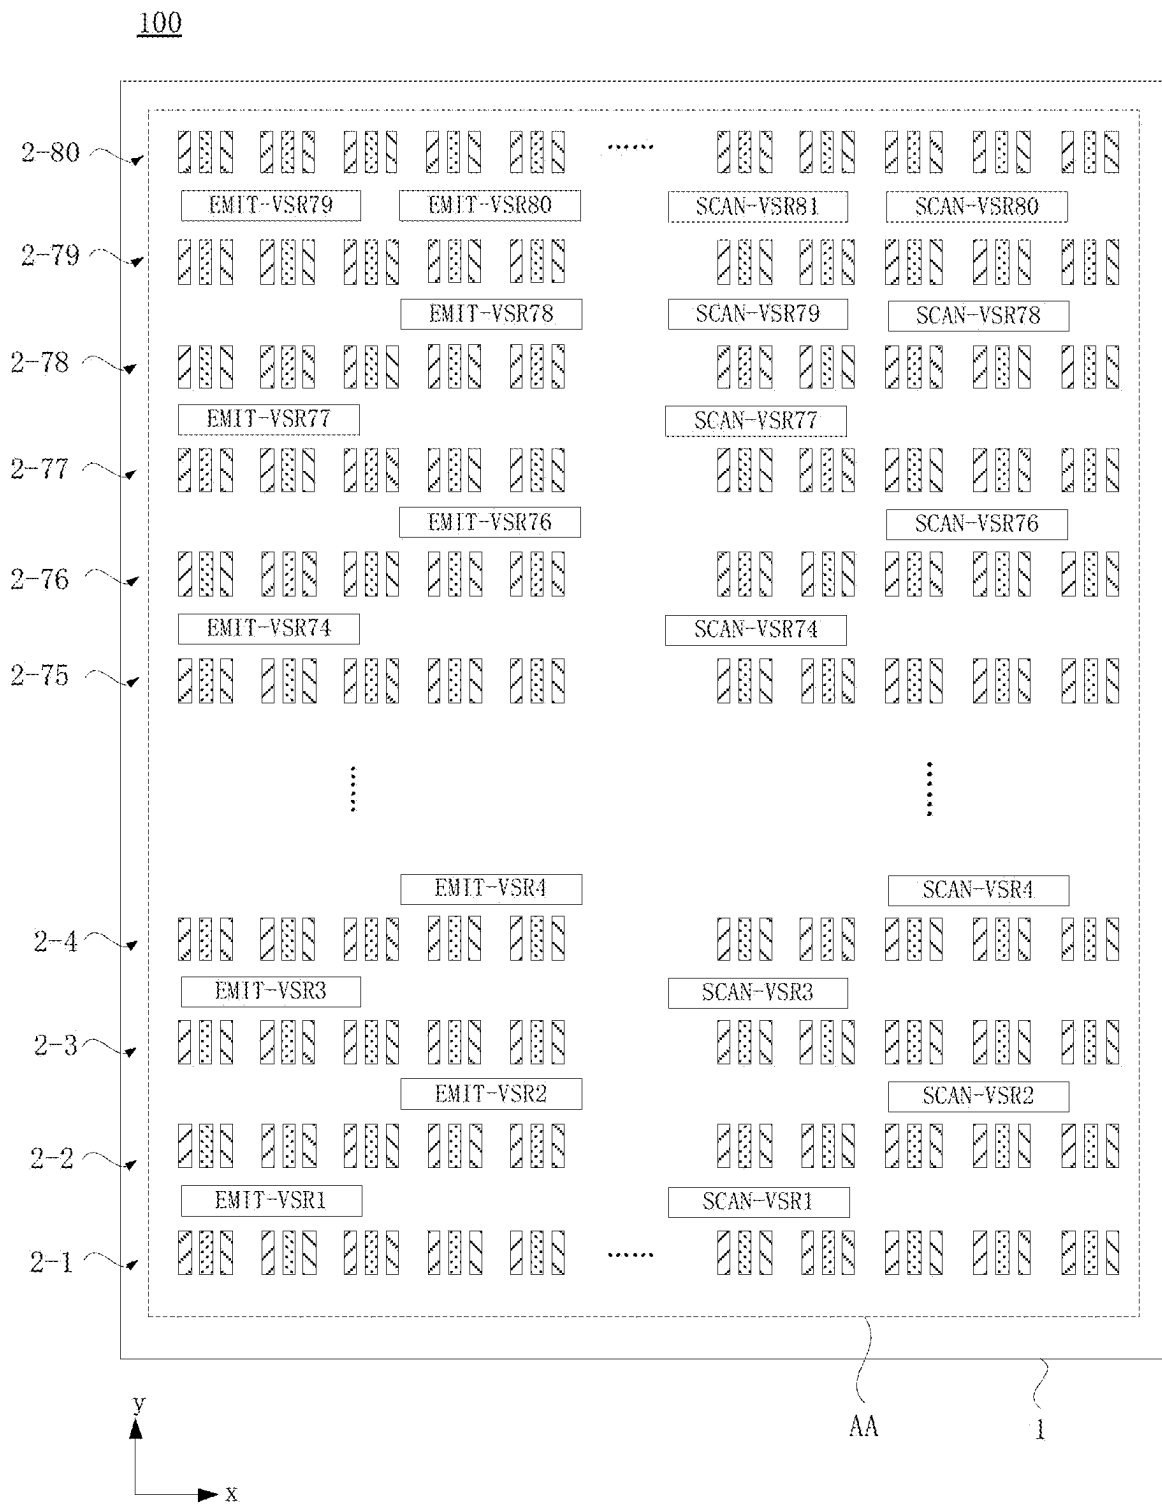 100
2-80
EMIT-VSR79 EMIT-VSR80 SCAN-VSR81 SCAN-VSR80
2-79
EMIT-VSR78 SCAN-VSR79 SCAN-VSR78
2-78
EMIT-VSR77 SCAN-VSR77
2-77
EMIT-VSR76 SCAN-VSR76
2-76
EMIT-VSR74 SCAN-VSR74
2-75
EMIT-VSR4 SCAN-VSR4
2-4
EMIT-VSR3 SCAN-VSR3
2-3
EMIT-VSR2 SCAN-VSR2
2-2
EMIT-VSR1 SCAN-VSR1
2-1
y
AA
1
x